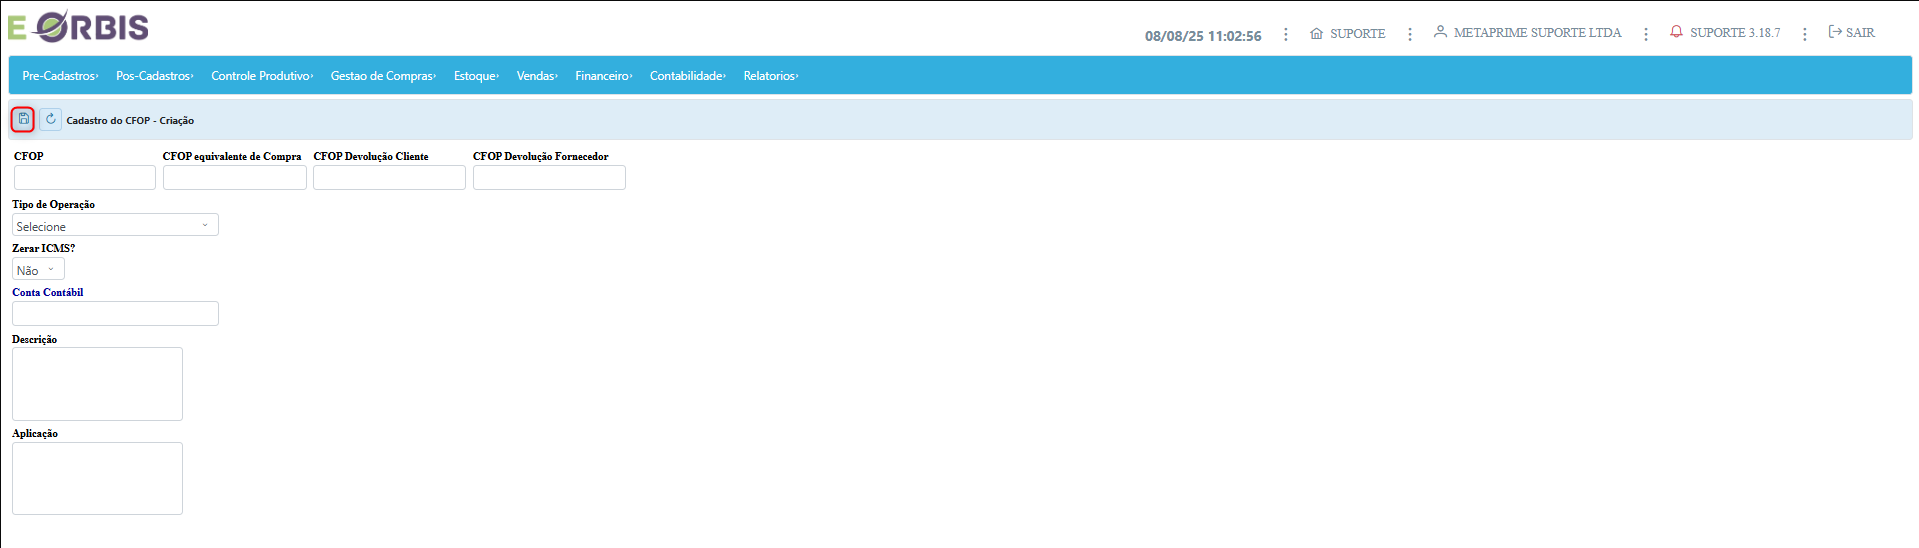 E ORBIS
08/08/25 11:02:56 SUPORTE METAPRIME SUPORTE LTDA SUPORTE 3.18.7 SAIR
Pre-Cadastros Pos-Cadastros Controle Produtivo Gestao de Compras Estoque Vendas Financeiro Contabilidade Relatorios
Cadastro do CFOP - Criação
CFOP CFOP equivalente de Compra CFOP Devolução Cliente CFOP Devolução Fornecedor
Tipo de Operação
Selecione
Zerar ICMS?
Não
Conta Contábil
Descrição
Aplicação